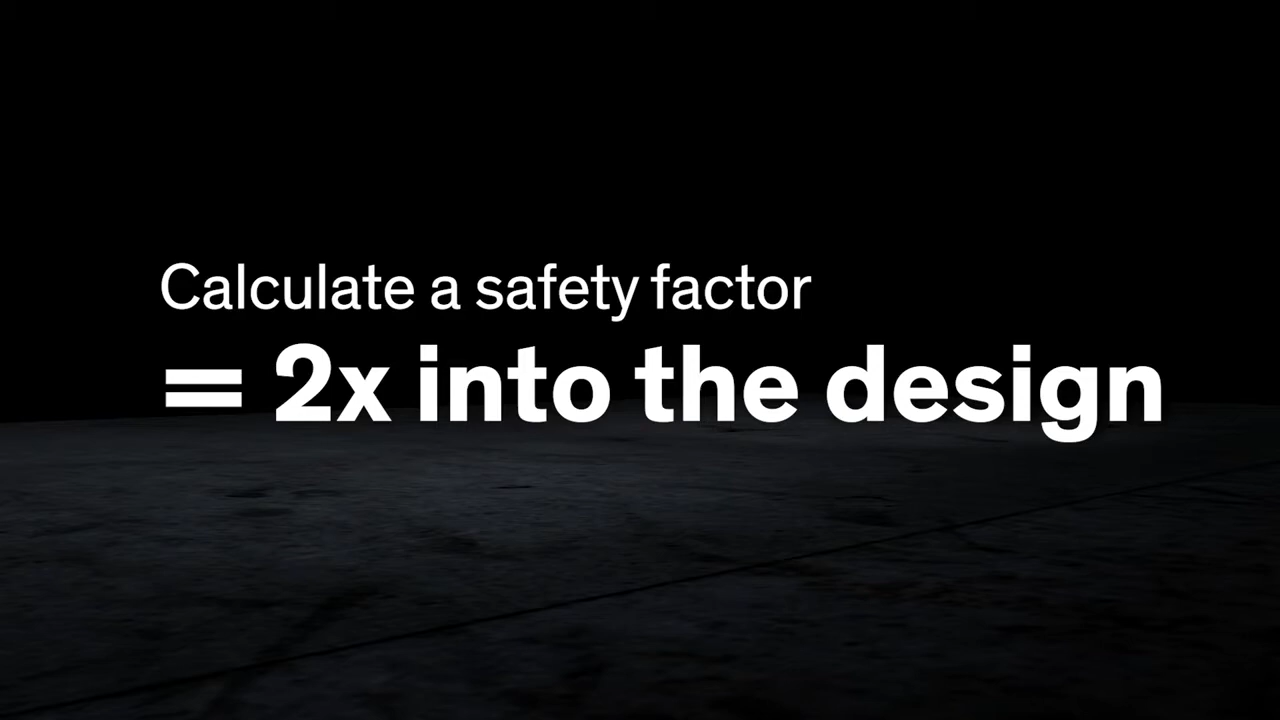 Calculate a safety factor
= 2x into the design